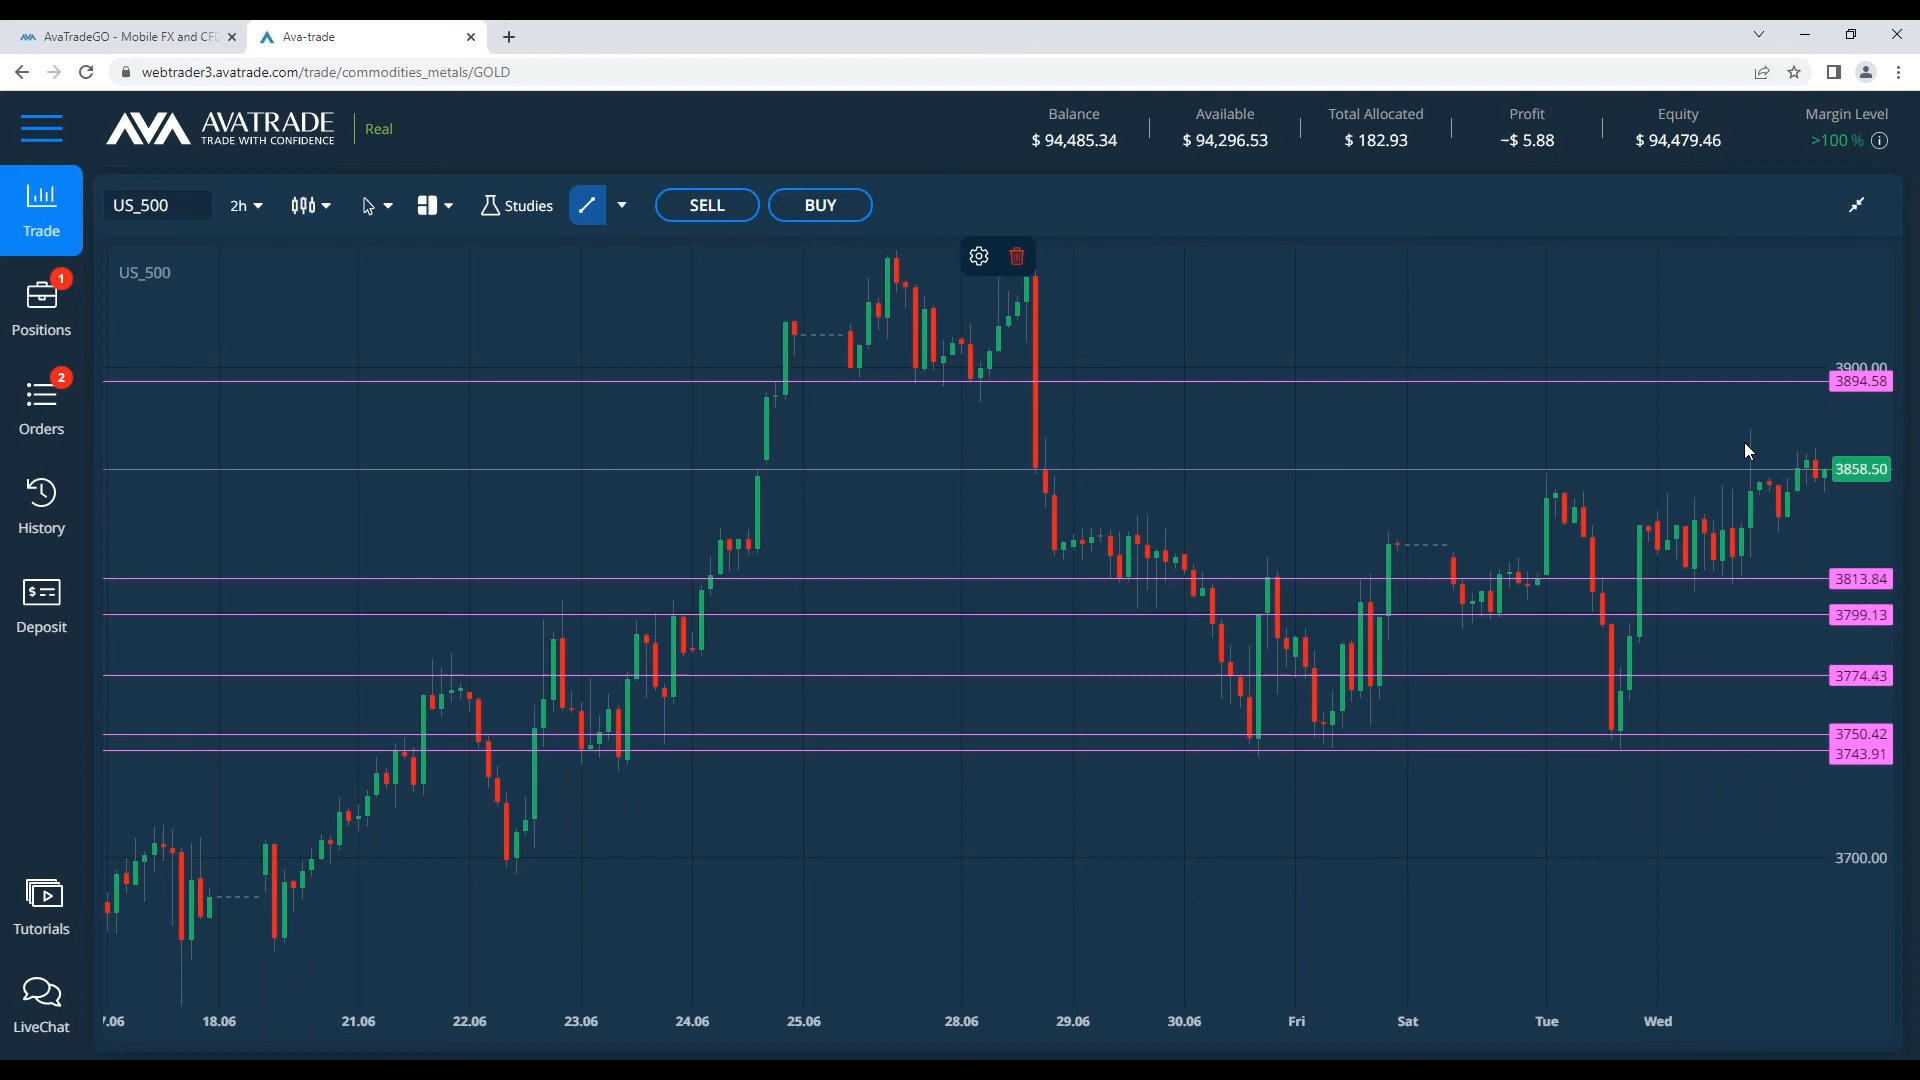 AvaTradeGO - Mobile FX and CFD
Ava-trade
webtrader3.avatrade.com/trade/commodities_metals/GOLD
AVA AVATRADE
TRADE WITH CONFIDENCE
Real
Balance
$ 94,485.34
Available
$ 94,296.53
Total Allocated
$ 182.93
Profit
-$ 5.88
Equity
$ 94,479.46
Margin Level
>100 %
Trade
1
Positions
2
Orders
History
Deposit
Tutorials
LiveChat
US_500
2h
Studies
SELL
BUY
US_500
3900.00
3894.58
3858.50
3813.84
3799.13
3774.43
3750.42
3743.91
3700.00
7.06 18.06 21.06 22.06 23.06 24.06 25.06 28.06 29.06 30.06 Fri Sat Tue Wed